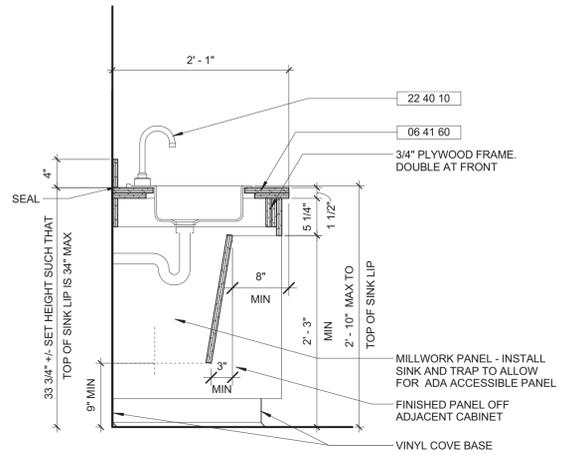 2' - 1"
22 40 10
06 41 60
3/4" PLYWOOD FRAME.
DOUBLE AT FRONT
4"
SEAL
1 1/2"
5 1/4"
8"
MIN
33 3/4" +/- SET HEIGHT SUCH THAT
TOP OF SINK LIP IS 34" MAX
2' - 3"
MIN
2' - 10" MAX TO
TOP OF SINK LIP
3"
MIN
9" MIN
MILLWORK PANEL - INSTALL
SINK AND TRAP TO ALLOW
FOR ADA ACCESSIBLE PANEL
FINISHED PANEL OFF
ADJACENT CABINET
VINYL COVE BASE